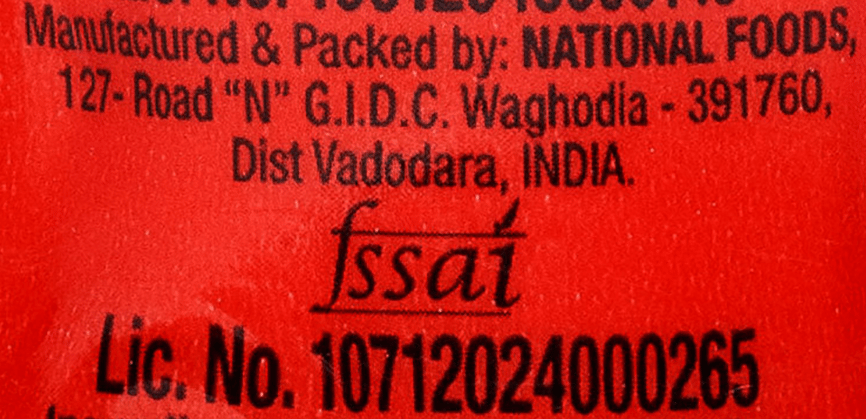 Manufactured & Packed by: NATIONAL FOODS,
127- Road “N” G.I.D.C. Waghodia - 391760,
Dist Vadodara, INDIA.
fssai
Lic. No. 10712024000265